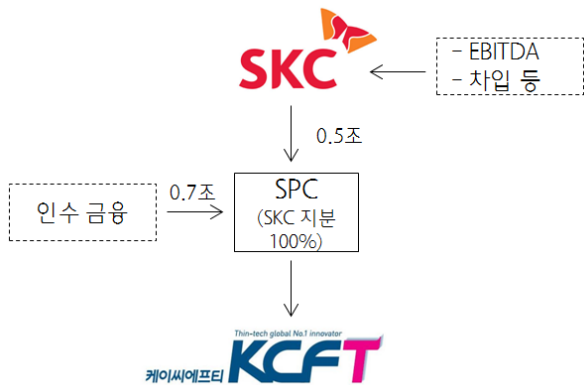 SKC
- EBITDA
- 차입 등
0.5조
인수 금융
0.7조
SPC
(SKC 지분
100%)
Thin-tech global No.1 innovator
케이씨에프티 KCFT